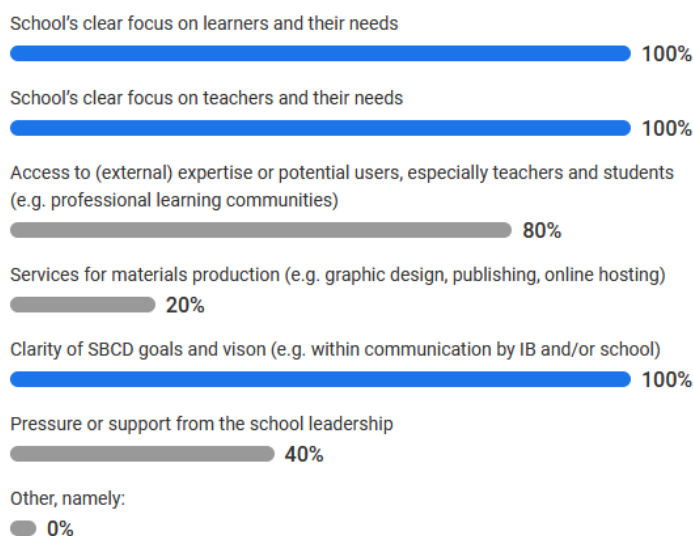 School’s clear focus on learners and their needs
100%
School’s clear focus on teachers and their needs
100%
Access to (external) expertise or potential users, especially teachers and students
(e.g. professional learning communities)
80%
Services for materials production (e.g. graphic design, publishing, online hosting)
20%
Clarity of SBCD goals and vison (e.g. within communication by IB and/or school)
100%
Pressure or support from the school leadership
40%
Other, namely:
0%